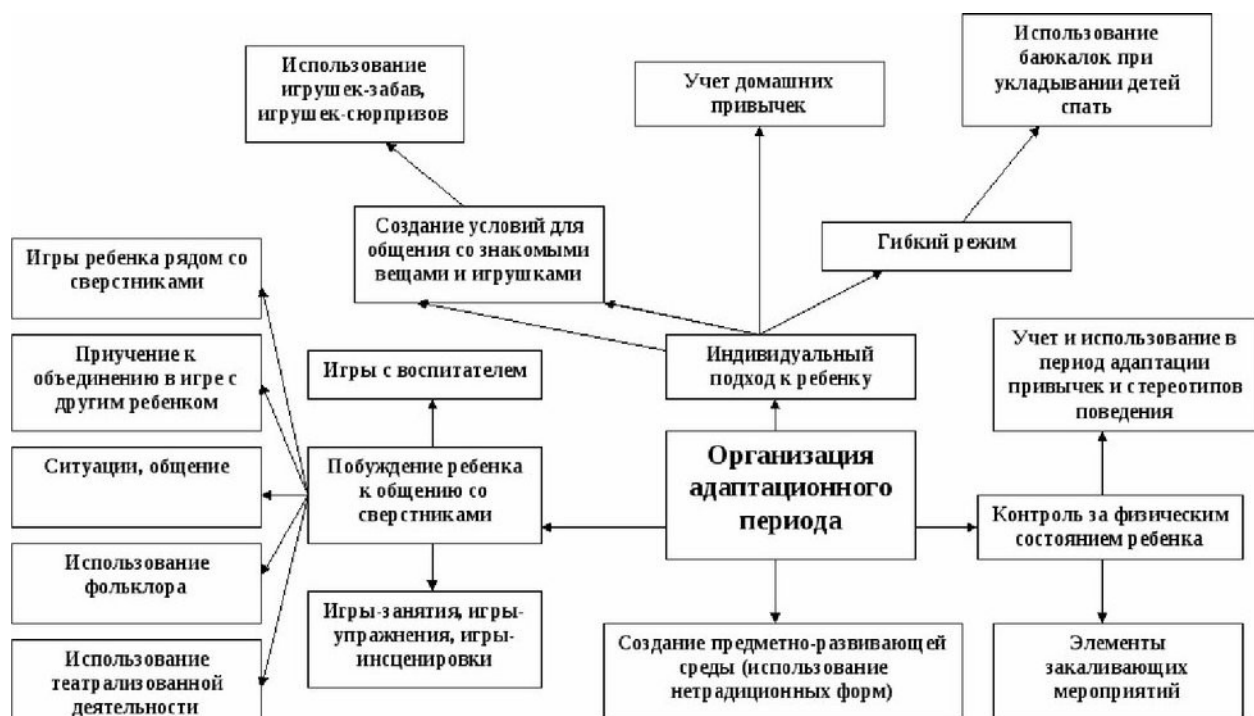 Использование
игрушек-забав,
игрушек-сюрпризов
Учет домашних
привычек
Использование
баюкалок при
укладывании детей
спать
Создание условий для
общения со знакомыми
вещами и игрушками
Гибкий режим
Игры ребенка рядом со
сверстниками
Приучение к
объединению в игре с
другим ребенком
Ситуации, общение
Использование
фольклора
Использование
театрализованной
деятельности
Игры с воспитателем
Побуждение ребенка
к общению со
сверстниками
Игры-занятия, игры-
упражнения, игры-
инсценировки
Индивидуальный
подход к ребенку
Организация
адаптационного
периода
Создание предметно-развивающей
среды (использование
нетрадиционных форм)
Учет и использование в
период адаптации
привычек и стереотипов
поведения
Контроль за физическим
состоянием ребенка
Элементы
закаливающих
мероприятий